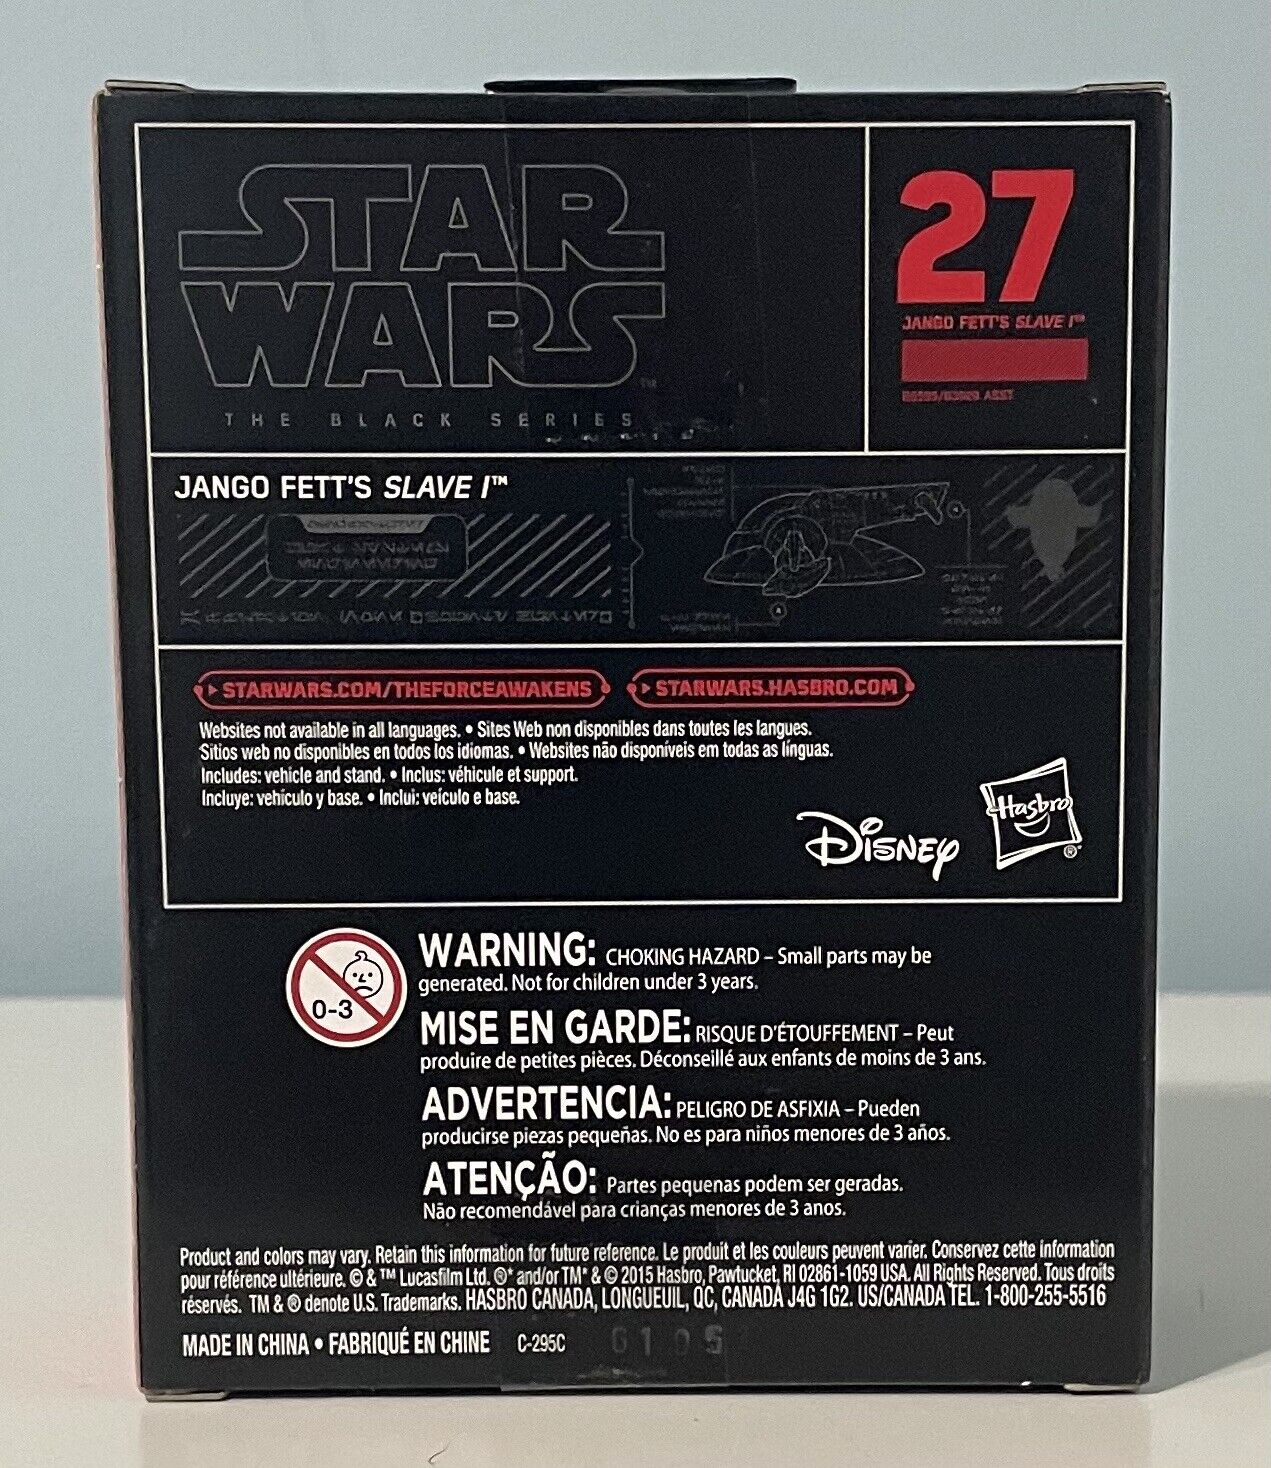 STAR
WARS
TM
THE BLACK SERIES
27
JANGO FETT'S SLAVE I™
ASST
JANGO FETT'S SLAVE I™
STARWARS.COM/THEFORCEAWAKENS
STARWARS.HASBRO.COM
Websites not available in all languages. • Sites Web non disponibles dans toutes les langues.
Sitios web no disponibles en todos los idiomas. • Websites não disponíveis em todas as línguas.
Includes: vehicle and stand. • Inclus: véhicule et support.
Incluye: vehículo y base. • Inclui: veículo e base.
Disney
Hasbro
®
0-3
WARNING: CHOKING HAZARD – Small parts may be
generated. Not for children under 3 years.
MISE EN GARDE: RISQUE D'ÉTOUFFEMENT – Peut
produire de petites pièces. Déconseillé aux enfants de moins de 3 ans.
ADVERTENCIA: PELIGRO DE ASFIXIA – Pueden
producirse piezas pequeñas. No es para niños menores de 3 años.
ATENÇÃO: Partes pequenas podem ser geradas.
Não recomendável para crianças menores de 3 anos.
Product and colors may vary. Retain this information for future reference. Le produit et les couleurs peuvent varier. Conservez cette information
pour référence ultérieure. © & ™ Lucasfilm Ltd. ®* and/or TM* & © 2015 Hasbro, Pawtucket, RI 02861-1059 USA. All Rights Reserved. Tous droits
réservés. TM & ® denote U.S. Trademarks. HASBRO CANADA, LONGUEUIL, QC, CANADA J4G 1G2. US/CANADA TEL. 1-800-255-5516
MADE IN CHINA • FABRIQUÉ EN CHINE C-295C